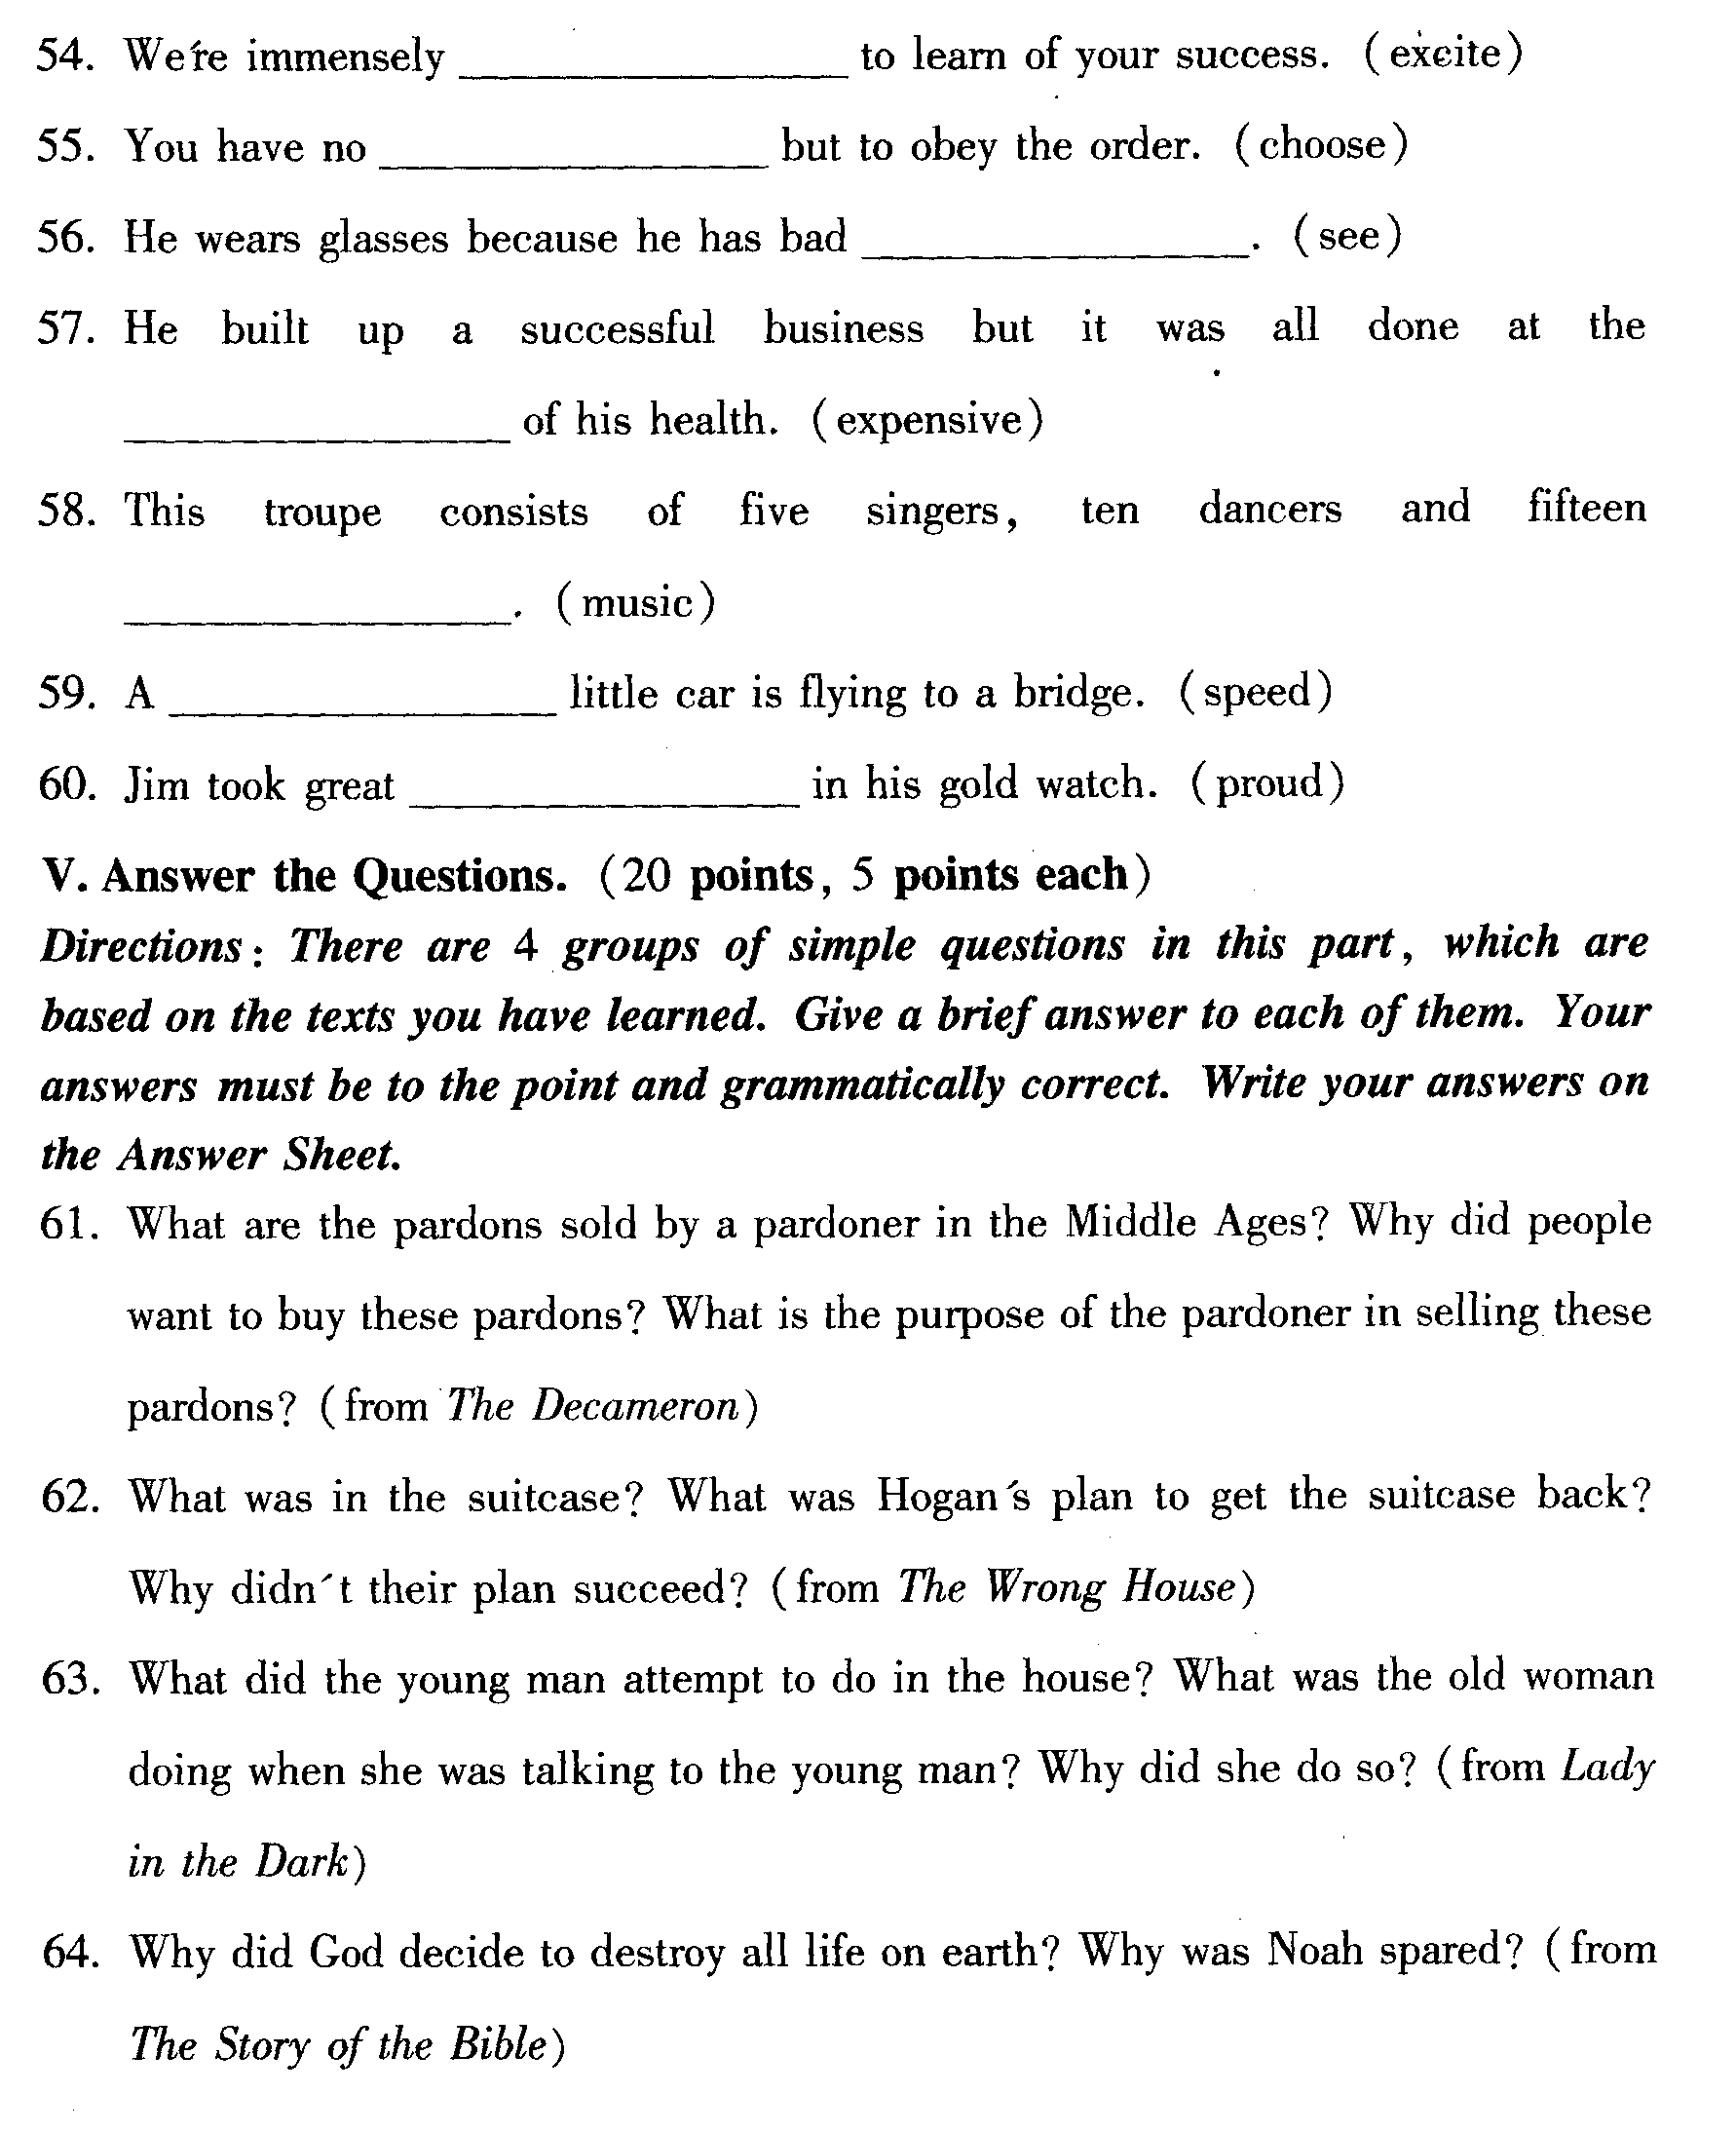 54. We´re immensely ________ to learn of your success. (excite)
55. You have no ________ but to obey the order. (choose)
56. He wears glasses because he has bad ________. (see)
57. He built up a successful business but it was all done at the
________ of his health. (expensive)
58. This troupe consists of five singers, ten dancers and fifteen
________. (music)
59. A ________ little car is flying to a bridge. (speed)
60. Jim took great ________ in his gold watch. (proud)
V. Answer the Questions. (20 points, 5 points each)
Directions: There are 4 groups of simple questions in this part, which are
based on the texts you have learned. Give a brief answer to each of them. Your
answers must be to the point and grammatically correct. Write your answers on
the Answer Sheet.
61. What are the pardons sold by a pardoner in the Middle Ages? Why did people
want to buy these pardons? What is the purpose of the pardoner in selling these
pardons? (from The Decameron)
62. What was in the suitcase? What was Hogan´s plan to get the suitcase back?
Why didn´t their plan succeed? (from The Wrong House)
63. What did the young man attempt to do in the house? What was the old woman
doing when she was talking to the young man? Why did she do so? (from Lady
in the Dark)
64. Why did God decide to destroy all life on earth? Why was Noah spared? (from
The Story of the Bible)